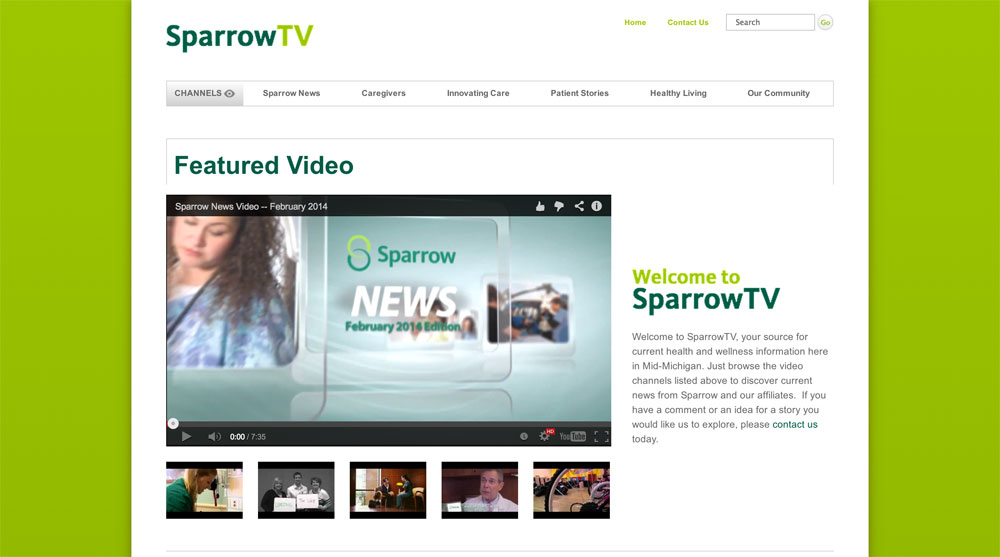 SparrowTV
Home
Contact Us
Search
Go
CHANNELS
Sparrow News
Caregivers
Innovating Care
Patient Stories
Healthy Living
Our Community
Featured Video
Sparrow News Video -- February 2014
Sparrow
NEWS
February 2014 Edition
0:00 / 7:35
HD
YouTube
Welcome to
SparrowTV
Welcome to SparrowTV, your source for
current health and wellness information here
in Mid-Michigan. Just browse the video
channels listed above to discover current
news from Sparrow and our affiliates.  If you
have a comment or an idea for a story you
would like us to explore, please contact us
today.